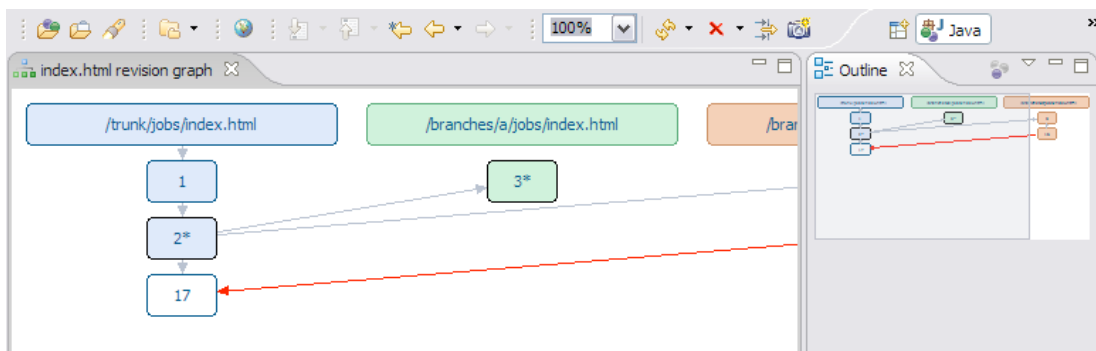 100%
Java
»
index.html revision graph
Outline
/trunk/jobs/index.html
/branches/a/jobs/index.html
/bran
1
3*
2*
17